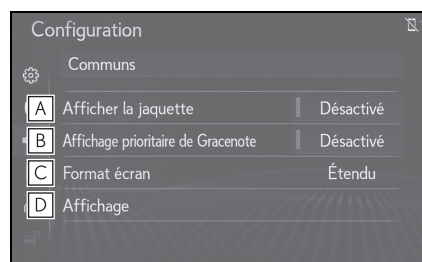 Configuration
Communs
A Afficher la jaquette Désactivé
B Affichage prioritaire de Gracenote Désactivé
C Format écran Étendu
D Affichage